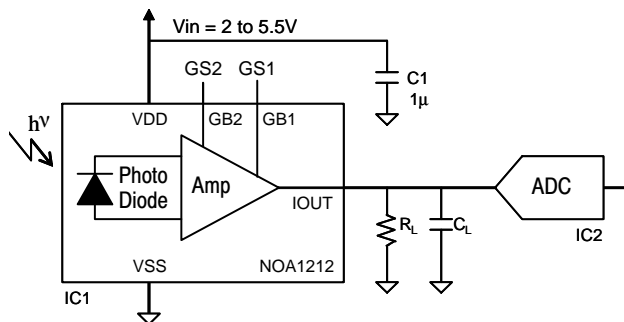 Vin = 2 to 5.5V
GS2 GS1
C1
1μ
hν
VDD GB2 GB1
Photo
Diode
Amp
IOUT
ADC
RL CL
IC2
VSS NOA1212
IC1